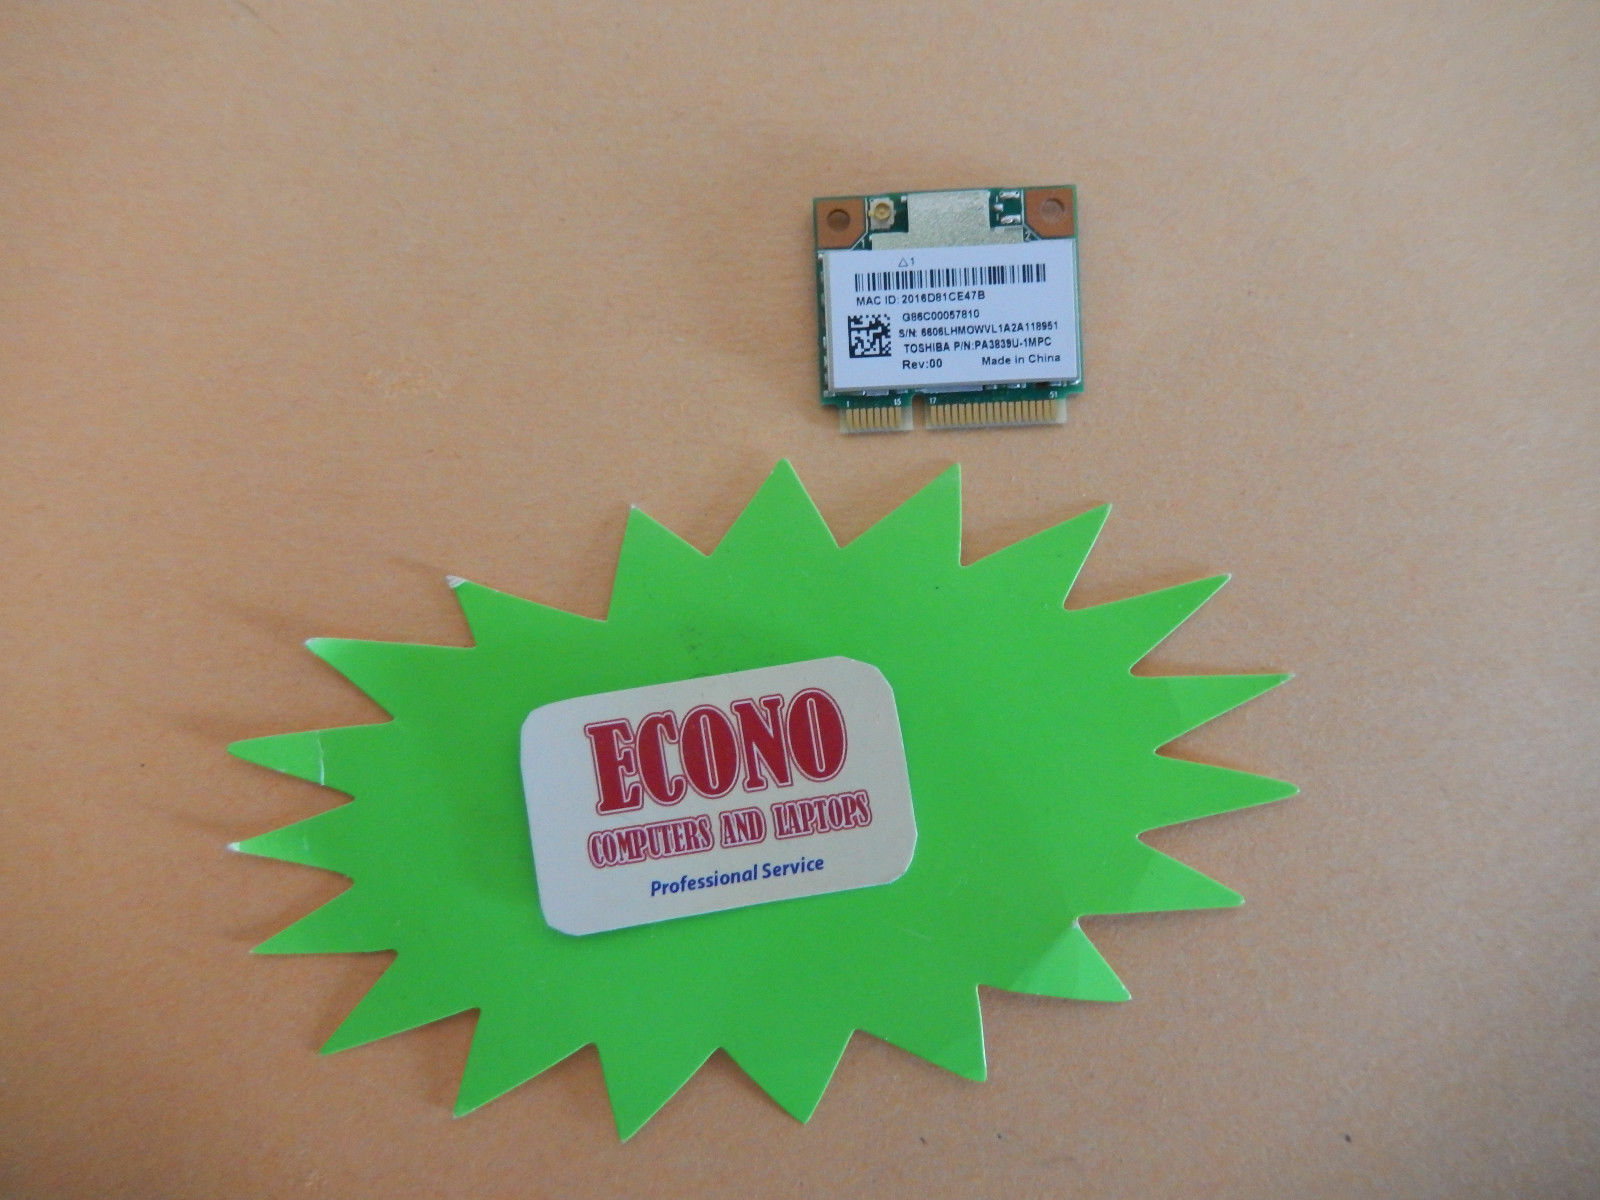 △1
MAC ID: 2016D81CE47B
G86C00057810
S/N: 6606LHMOWVL1A2A118951
TOSHIBA P/N:PA3839U-1MPC
Rev:00 Made in China
1 15 17 51
ECONO
COMPUTERS AND LAPTOPS
Professional Service